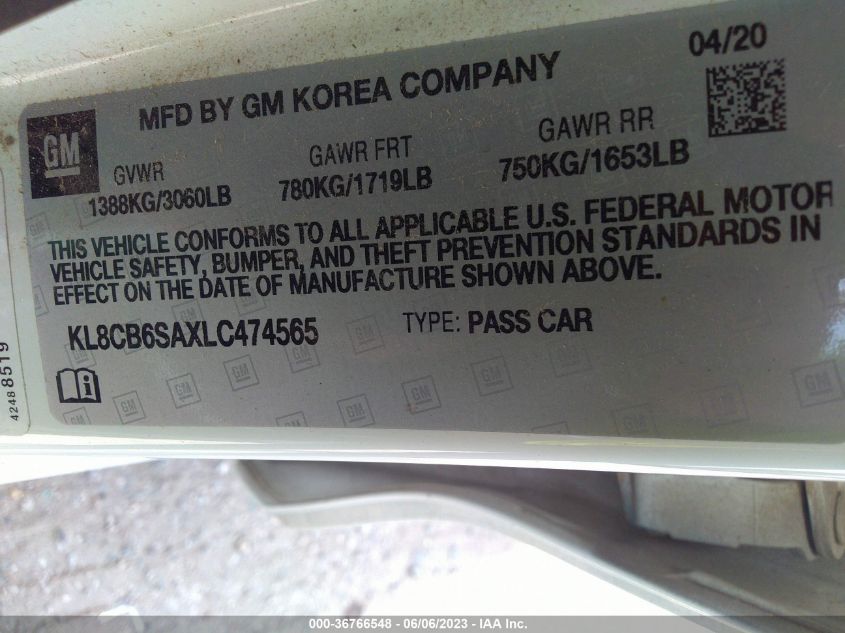 04/20
MFD BY GM KOREA COMPANY
GM
GVWR
1388KG/3060LB
GAWR FRT
780KG/1719LB
GAWR RR
750KG/1653LB
THIS VEHICLE CONFORMS TO ALL APPLICABLE U.S. FEDERAL MOTOR
VEHICLE SAFETY, BUMPER, AND THEFT PREVENTION STANDARDS IN
EFFECT ON THE DATE OF MANUFACTURE SHOWN ABOVE.
KL8CB6SAXLC474565
TYPE: PASS CAR
42488519
000-36766548 - 06/06/2023 - IAA Inc.